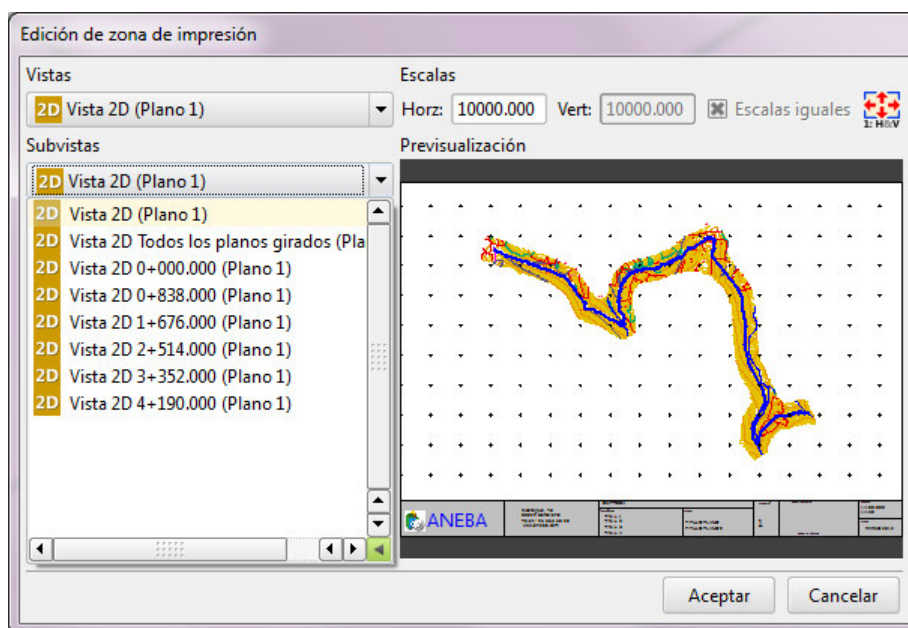 Edición de zona de impresión
Vistas
2D Vista 2D (Plano 1)
Escalas
Horz: 10000.000 Vert: 10000.000 Escalas iguales
1: H&V
Subvistas
2D Vista 2D (Plano 1)
2D Vista 2D (Plano 1)
2D Vista 2D Todos los planos girados (Pla
2D Vista 2D 0+000.000 (Plano 1)
2D Vista 2D 0+838.000 (Plano 1)
2D Vista 2D 1+676.000 (Plano 1)
2D Vista 2D 2+514.000 (Plano 1)
2D Vista 2D 3+352.000 (Plano 1)
2D Vista 2D 4+190.000 (Plano 1)
Previsualización
ANEBA
1
Aceptar
Cancelar